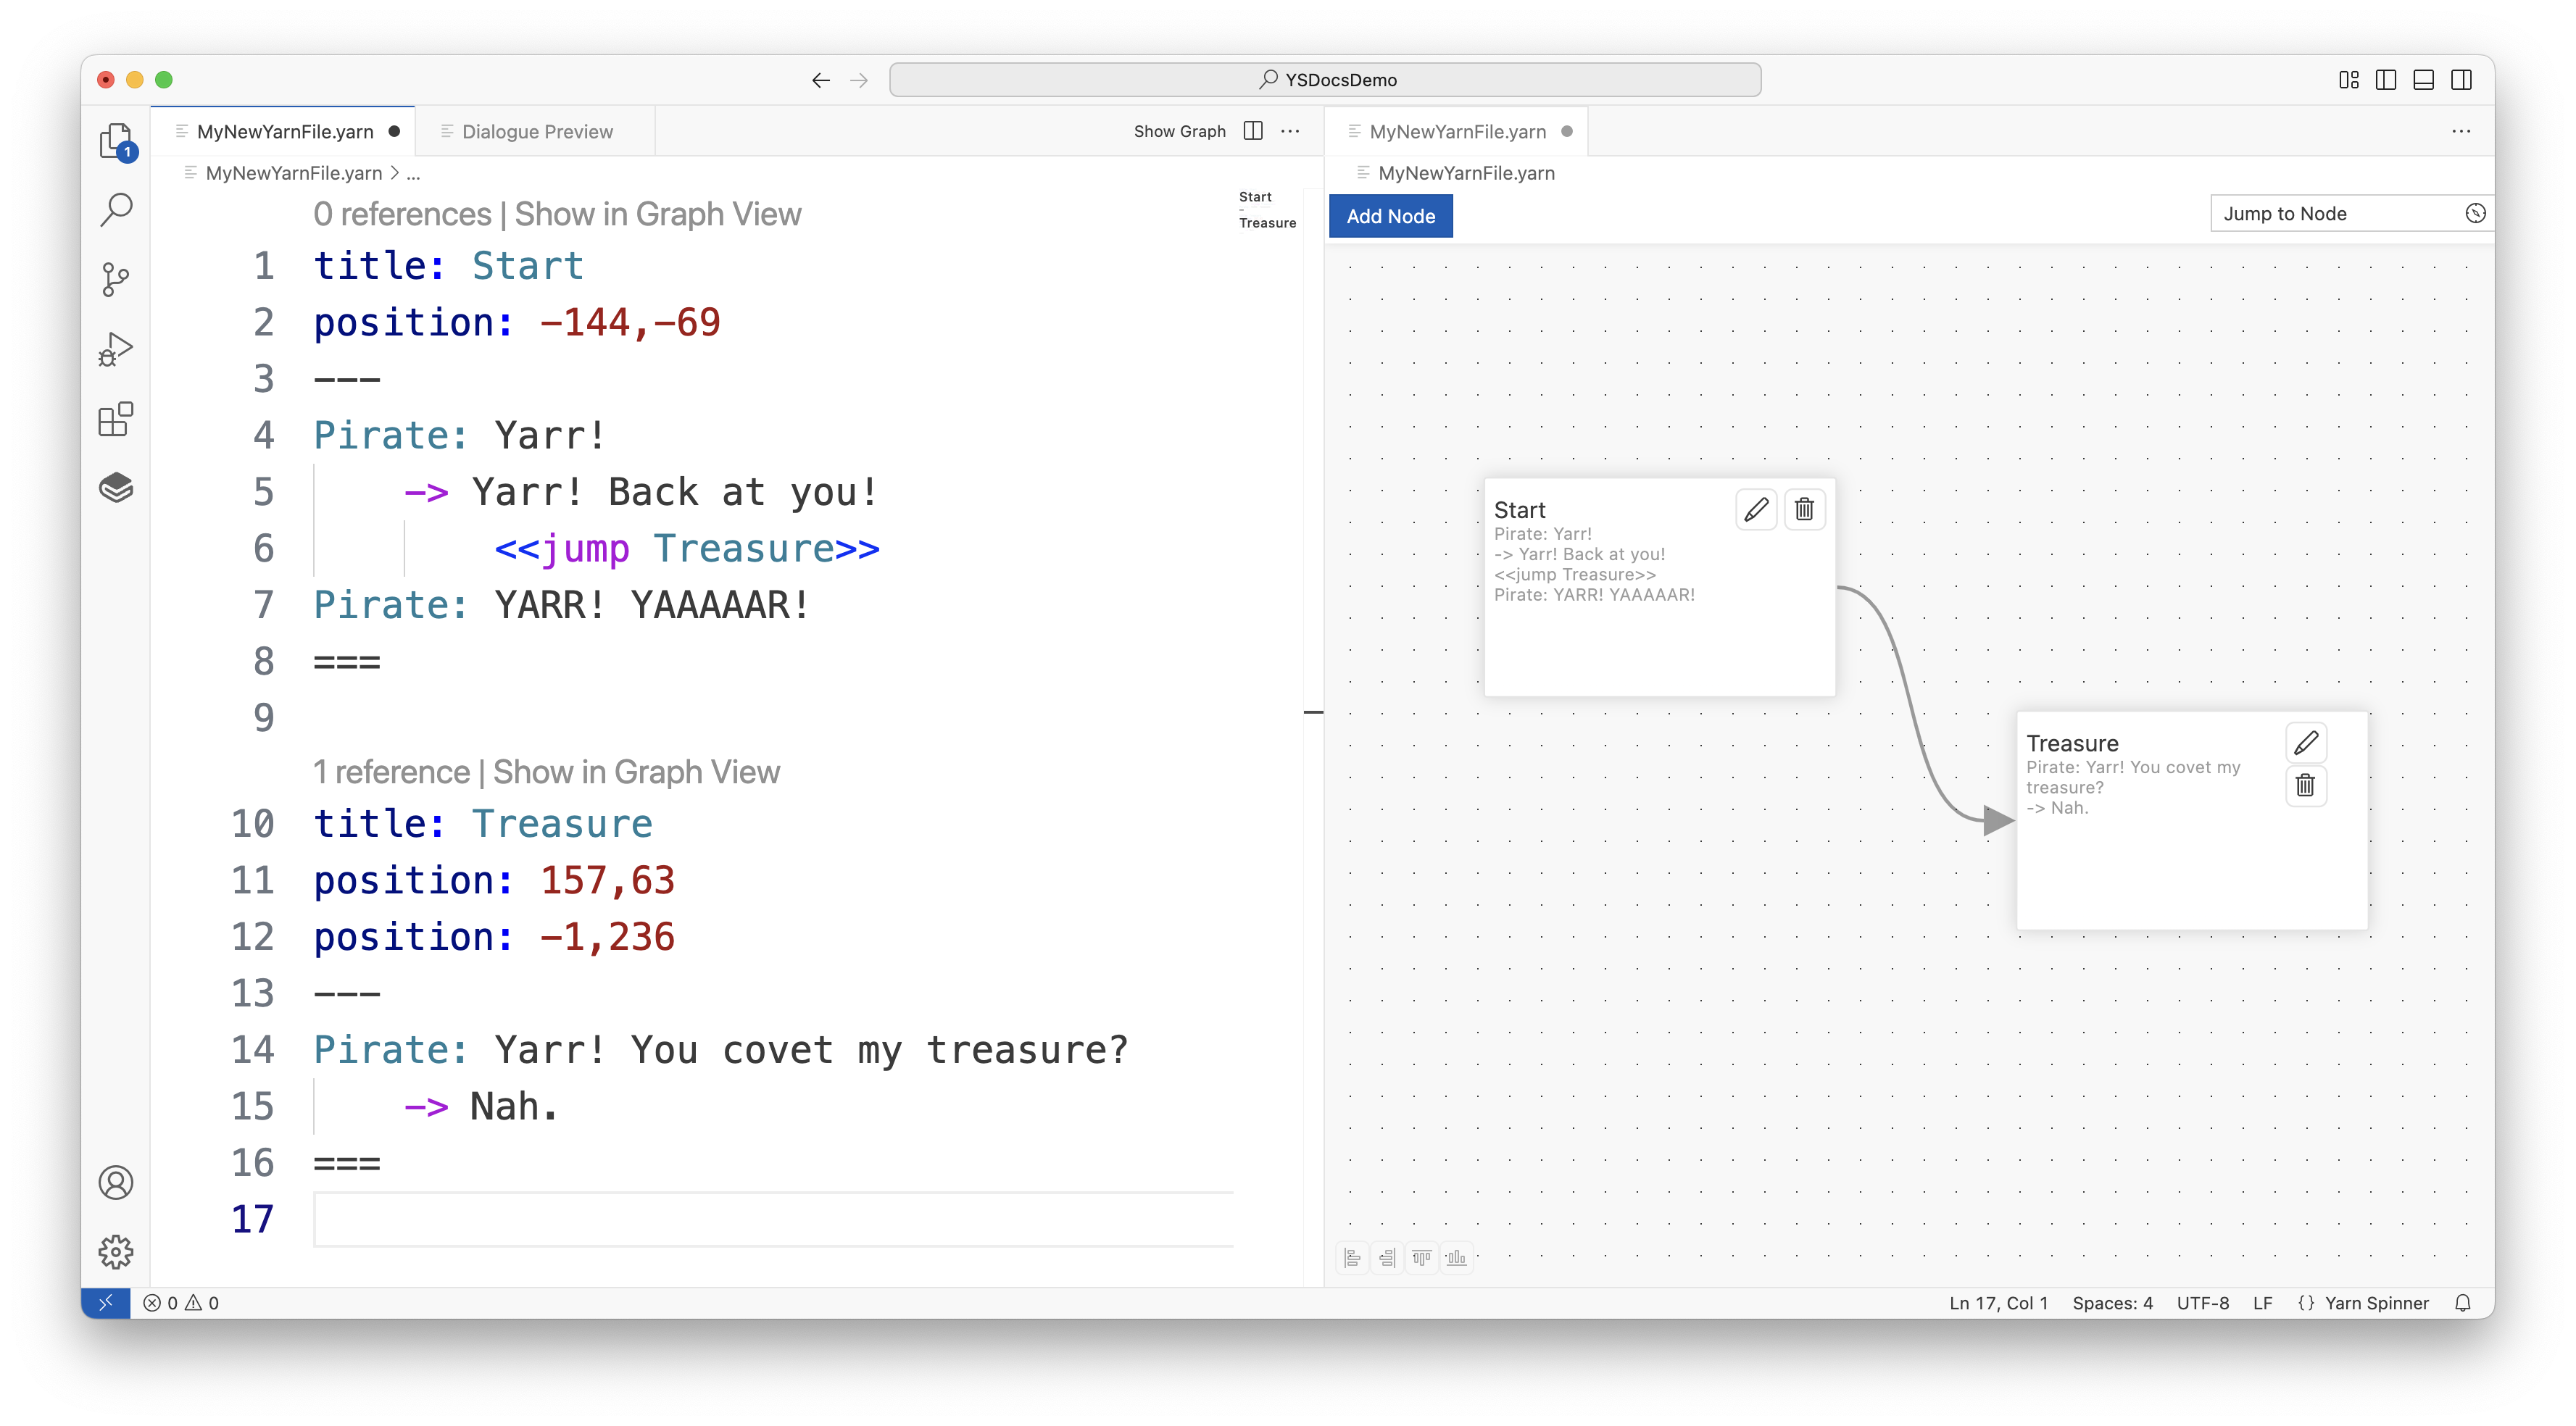 YSDocsDemo
1
MyNewYarnFile.yarn
Dialogue Preview
Show Graph
MyNewYarnFile.yarn > ...
Start
Treasure
0 references | Show in Graph View
1 title: Start
2 position: -144,-69
3 ---
4 Pirate: Yarr!
5 -> Yarr! Back at you!
6 <<jump Treasure>>
7 Pirate: YARR! YAAAAAR!
8 ===
9
1 reference | Show in Graph View
10 title: Treasure
11 position: 157,63
12 position: -1,236
13 ---
14 Pirate: Yarr! You covet my treasure?
15 -> Nah.
16 ===
17
MyNewYarnFile.yarn
MyNewYarnFile.yarn
Add Node
Jump to Node
Start
Pirate: Yarr!
-> Yarr! Back at you!
<<jump Treasure>>
Pirate: YARR! YAAAAAR!
Treasure
Pirate: Yarr! You covet my
treasure?
-> Nah.
0 0
Ln 17, Col 1 Spaces: 4 UTF-8 LF {} Yarn Spinner